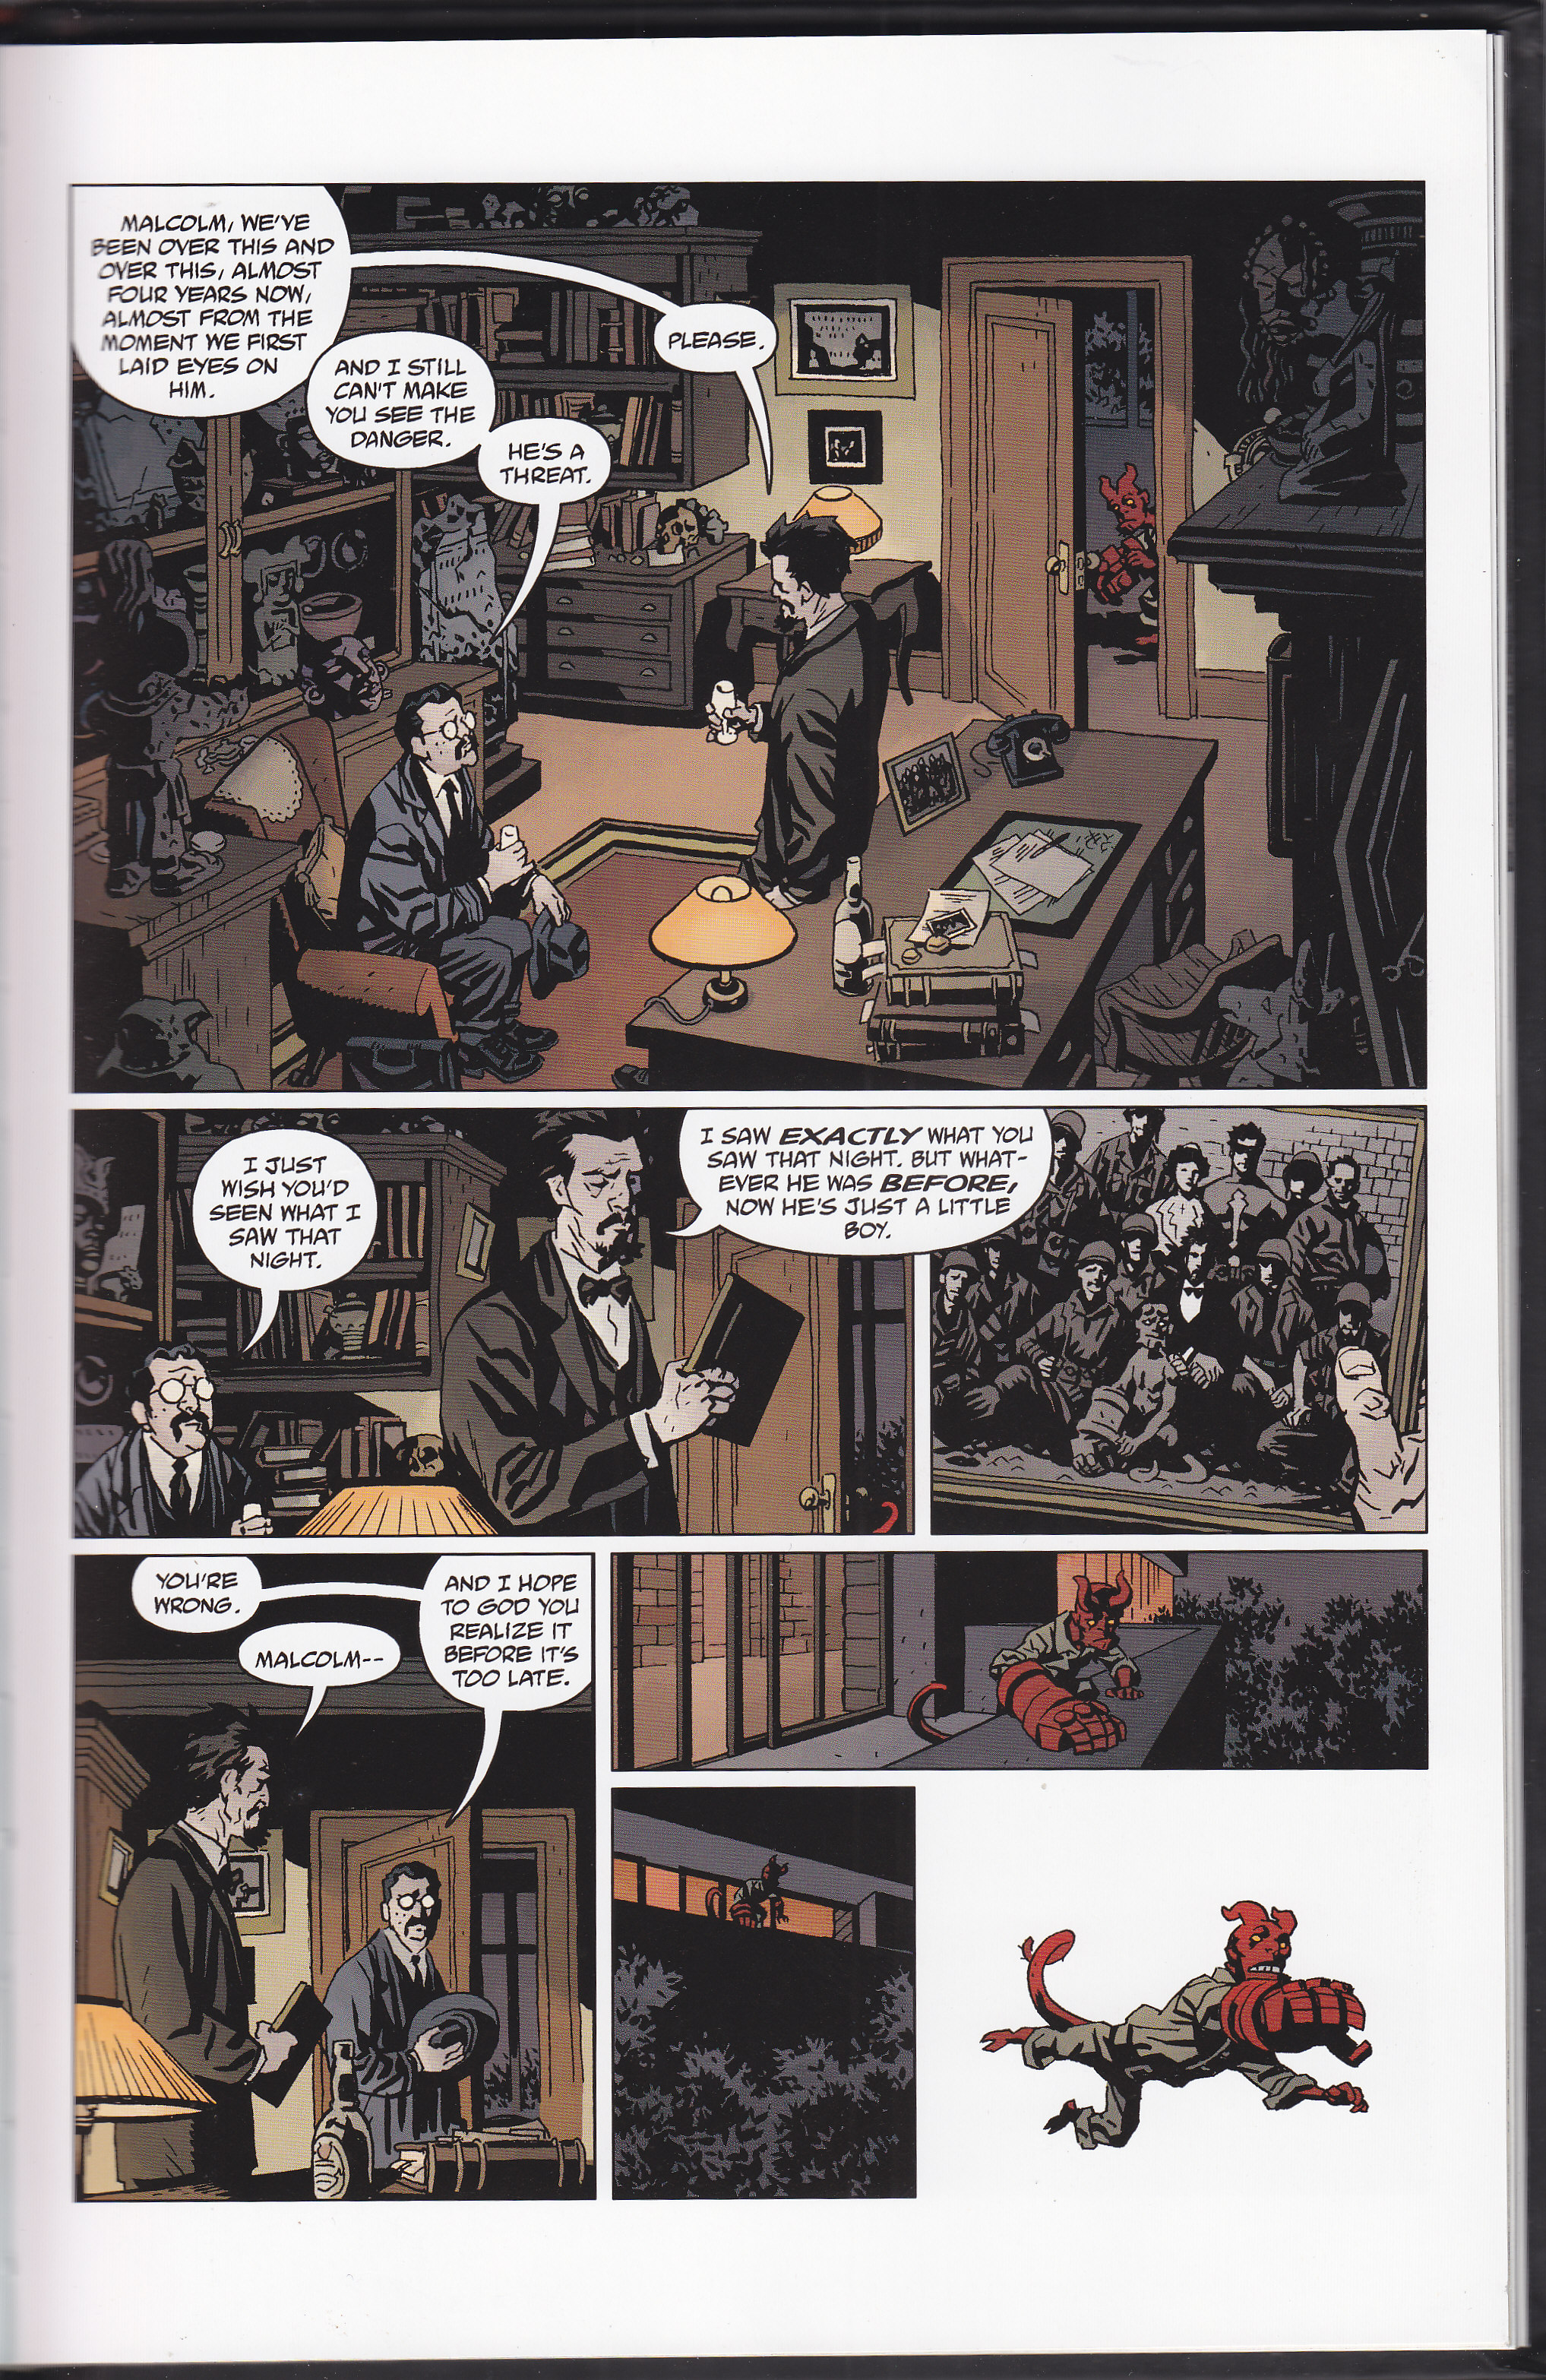 MALCOLM, WE'VE
BEEN OVER THIS AND
OVER THIS, ALMOST
FOUR YEARS NOW,
ALMOST FROM THE
MOMENT WE FIRST
LAID EYES ON
HIM.
PLEASE.
AND I STILL
CAN'T MAKE
YOU SEE THE
DANGER.
HE'S A
THREAT.
I JUST
WISH YOU'D
SEEN WHAT I
SAW THAT
NIGHT.
I SAW EXACTLY WHAT YOU
SAW THAT NIGHT. BUT WHAT-
EVER HE WAS BEFORE,
NOW HE'S JUST A LITTLE
BOY.
YOU'RE
WRONG.
MALCOLM--
AND I HOPE
TO GOD YOU
REALIZE IT
BEFORE IT'S
TOO LATE.